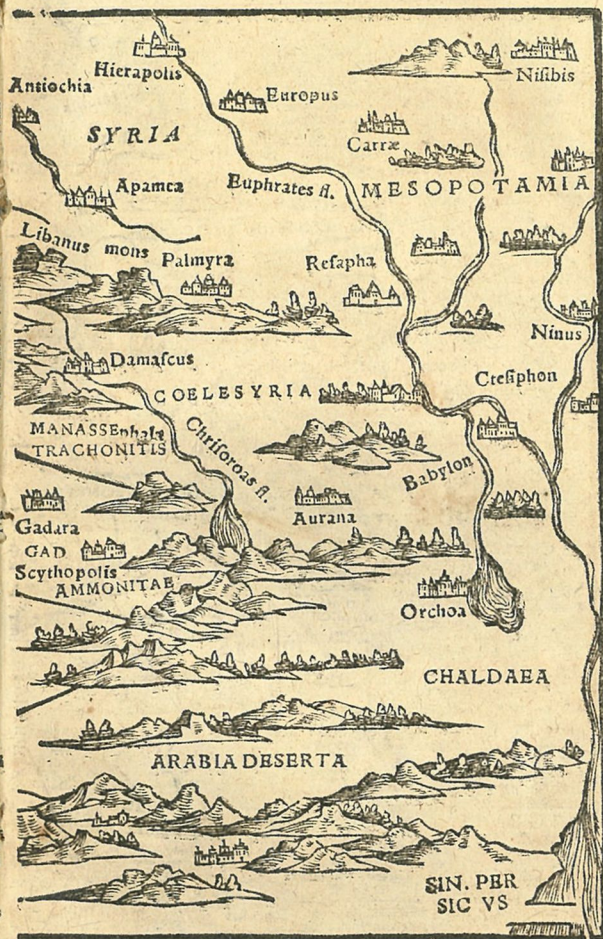 Hierapolis
Nisibis
Antiochia
Europus
SYRIA
Carræ
Apamea
Euphrates fl.
MESOPOTAMIA
Libanus mons
Palmyra
Resapha
Ninus
Damascus
Ctesiphon
COELESYRIA
MANASSEnhalæ
TRACHONITIS
Chrisoroas fl.
Babylon
Gadara
Aurana
GAD
Scythopolis
AMMONITAE
Orchoa
CHALDAEA
ARABIA DESERTA
SIN. PER
SIC VS